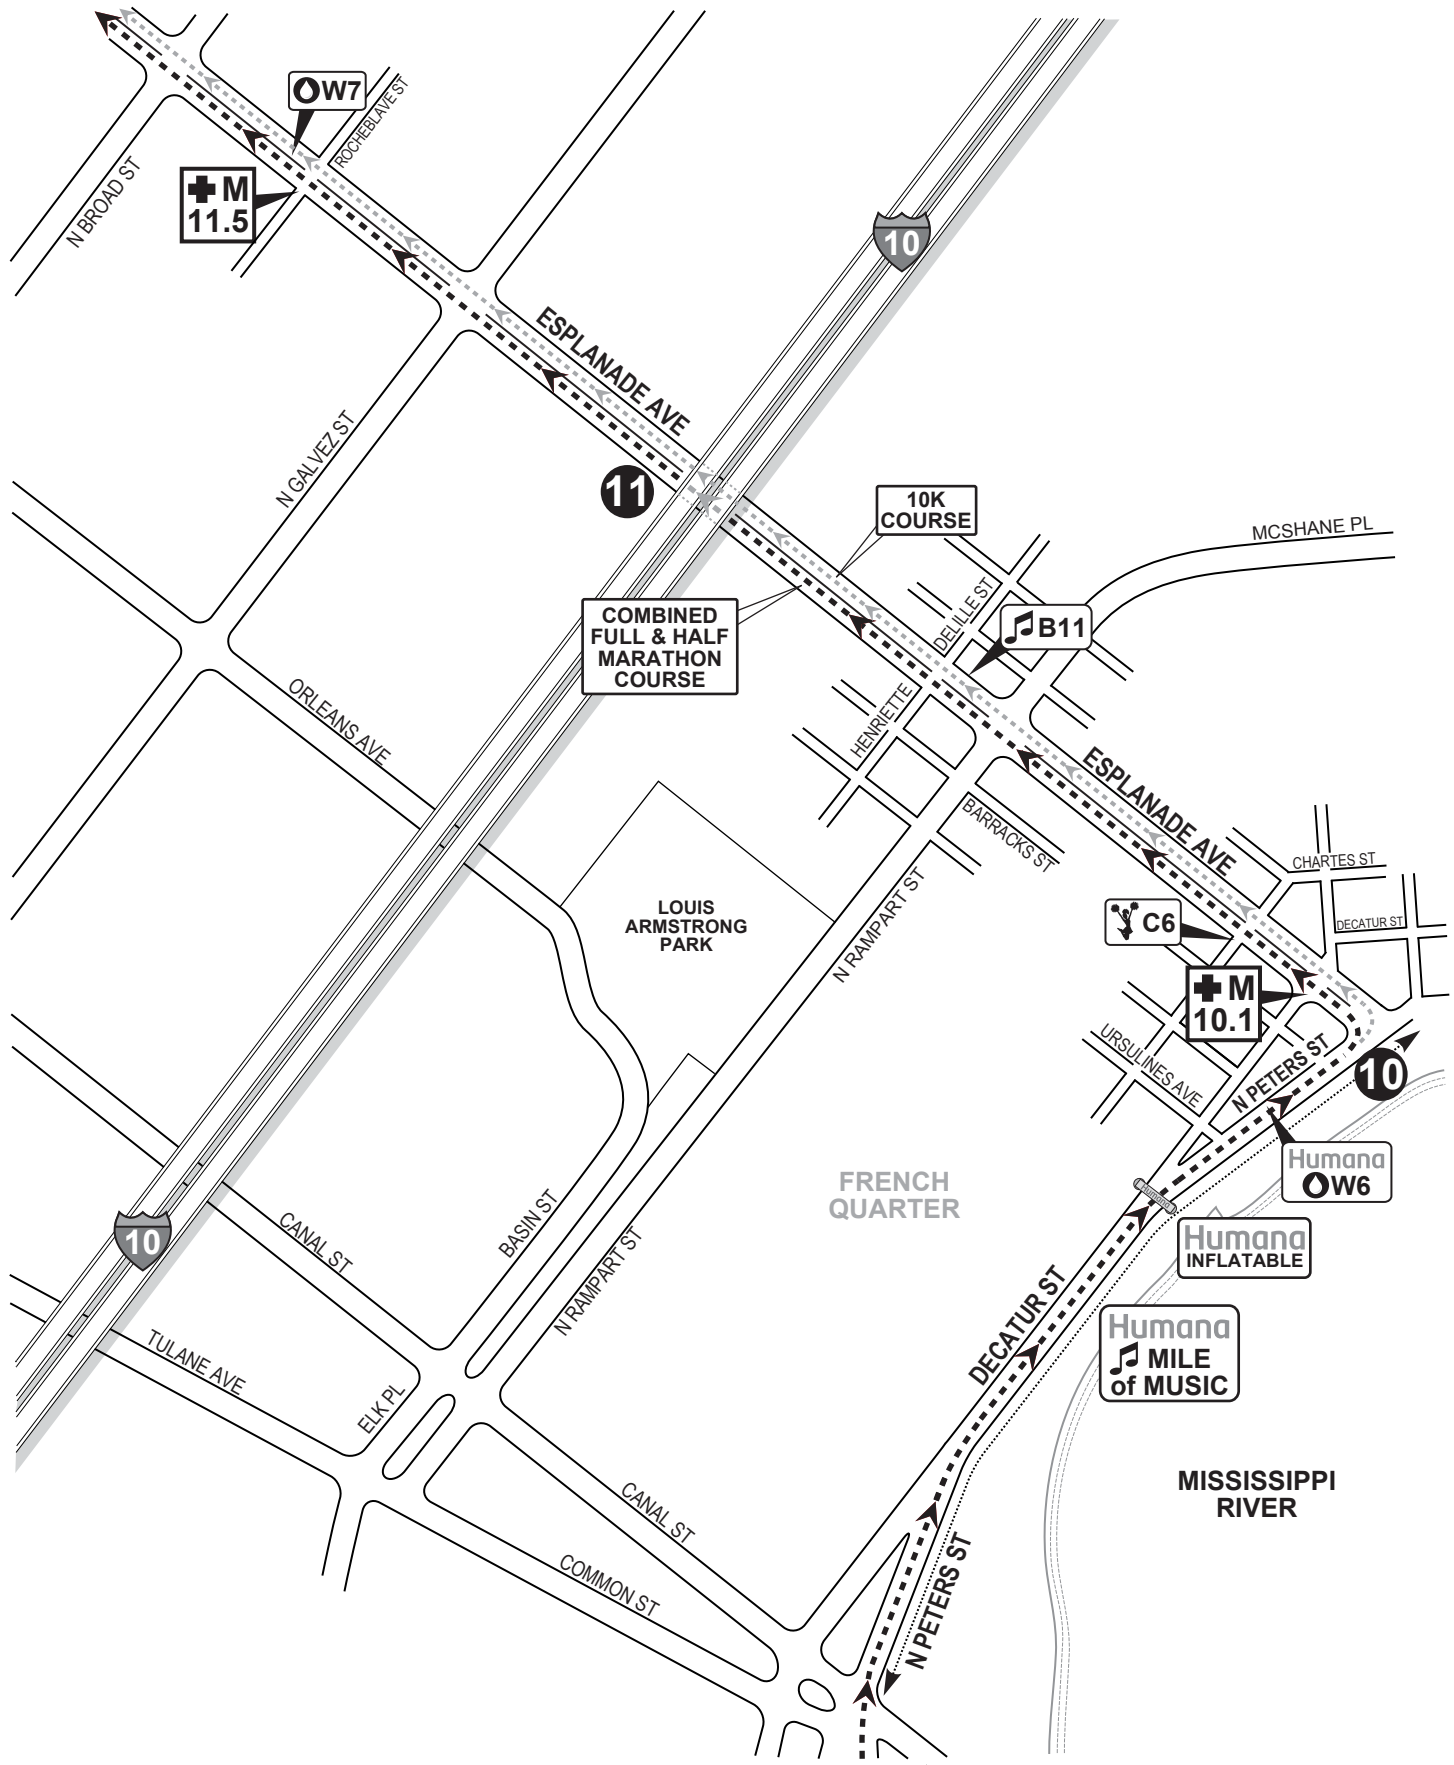 W7
ROCHEBLAVE ST
N BROAD ST
M
11.5
10
ESPLANADE AVE
N GALVEZ ST
11
10K
COURSE
MCSHANE PL
DELILLE ST
B11
COMBINED
FULL & HALF
MARATHON
COURSE
HENRIETTE
ORLEANS AVE
ESPLANADE AVE
BARRACKS ST
CHARTES ST
N RAMPART ST
LOUIS
ARMSTRONG
PARK
C6
DECATUR ST
M
10.1
URSULINES AVE
N PETERS ST
10
Humana
W6
FRENCH
QUARTER
Humana
Humana
INFLATABLE
CANAL ST
10
BASIN ST
N RAMPART ST
DECATUR ST
Humana
MILE
of MUSIC
TULANE AVE
ELK PL
MISSISSIPPI
RIVER
CANAL ST
COMMON ST
N PETERS ST